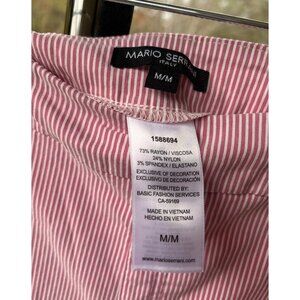 MARIO SERRANI
ITALY
M/M
1588694
73% RAYON / VISCOSA
24% NYLON
3% SPANDEX / ELASTANO
EXCLUSIVE OF DECORATION
EXCLUSIVO DE DECORACIÓN
DISTRIBUTED BY:
BASIC FASHION SERVICES
CA-59169
MADE IN VIETNAM
HECHO EN VIETNAM
M/M
www.marioserrani.com